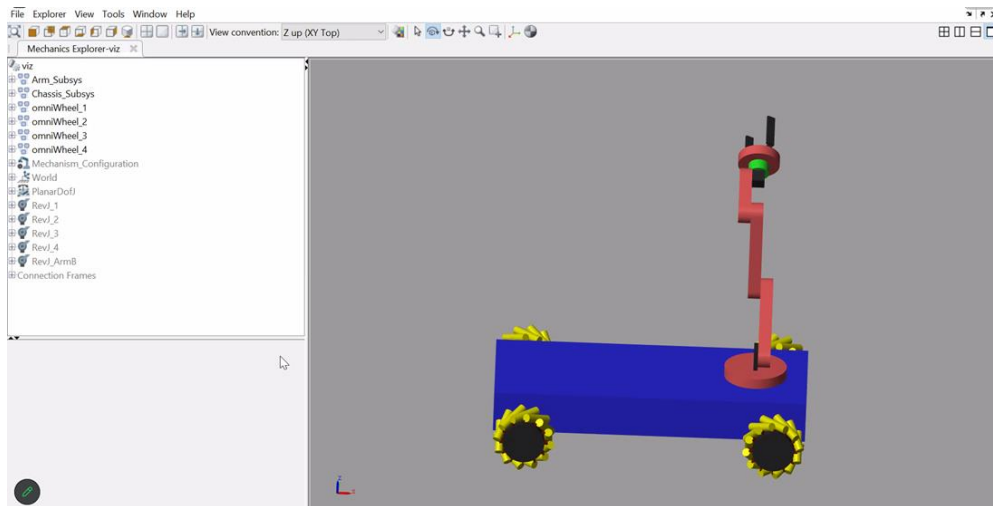 File Explorer View Tools Window Help
View convention: Z up (XY Top)
Mechanics Explorer-viz
viz
Arm_Subsys
Chassis_Subsys
omniWheel_1
omniWheel_2
omniWheel_3
omniWheel_4
Mechanism_Configuration
World
PlanarDofJ
RevJ_1
RevJ_2
RevJ_3
RevJ_4
RevJ_ArmB
Connection Frames
z
x